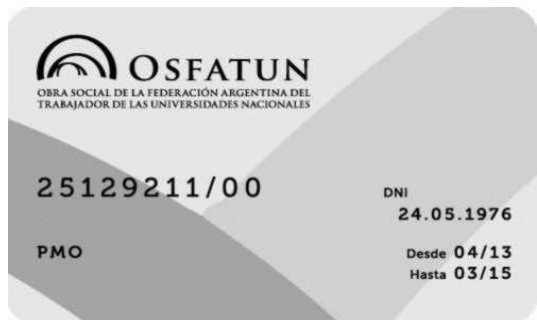 OSFATUN
OBRA SOCIAL DE LA FEDERACIÓN ARGENTINA DEL
TRABAJADOR DE LAS UNIVERSIDADES NACIONALES
25129211/00
DNI
24.05.1976
PMO
Desde 04/13
Hasta 03/15